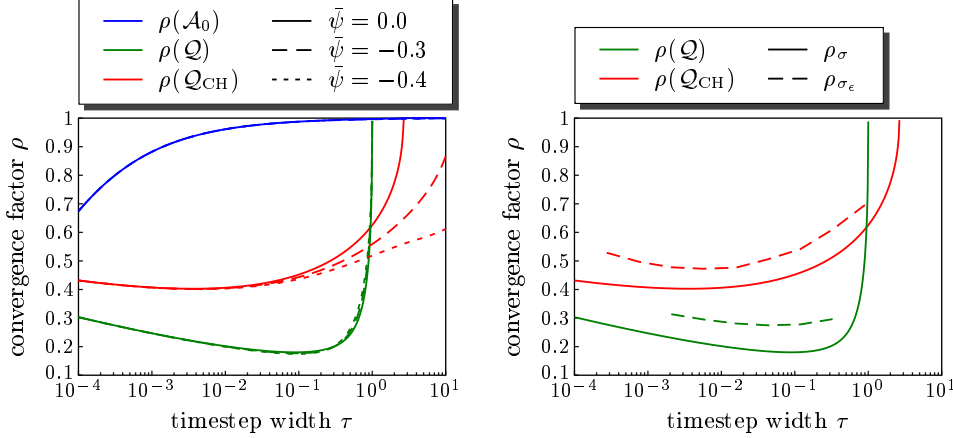 ρ(𝒜₀) ψ̄ = 0.0
ρ(𝒬) ψ̄ = −0.3
ρ(𝒬_CH) ψ̄ = −0.4
convergence factor ρ
1
0.9
0.8
0.7
0.6
0.5
0.4
0.3
0.2
0.1
10⁻⁴ 10⁻³ 10⁻² 10⁻¹ 10⁰ 10¹
timestep width τ
ρ(𝒬) ρ_σ
ρ(𝒬_CH) ρ_σ_ϵ
convergence factor ρ
1
0.9
0.8
0.7
0.6
0.5
0.4
0.3
0.2
0.1
10⁻⁴ 10⁻³ 10⁻² 10⁻¹ 10⁰ 10¹
timestep width τ